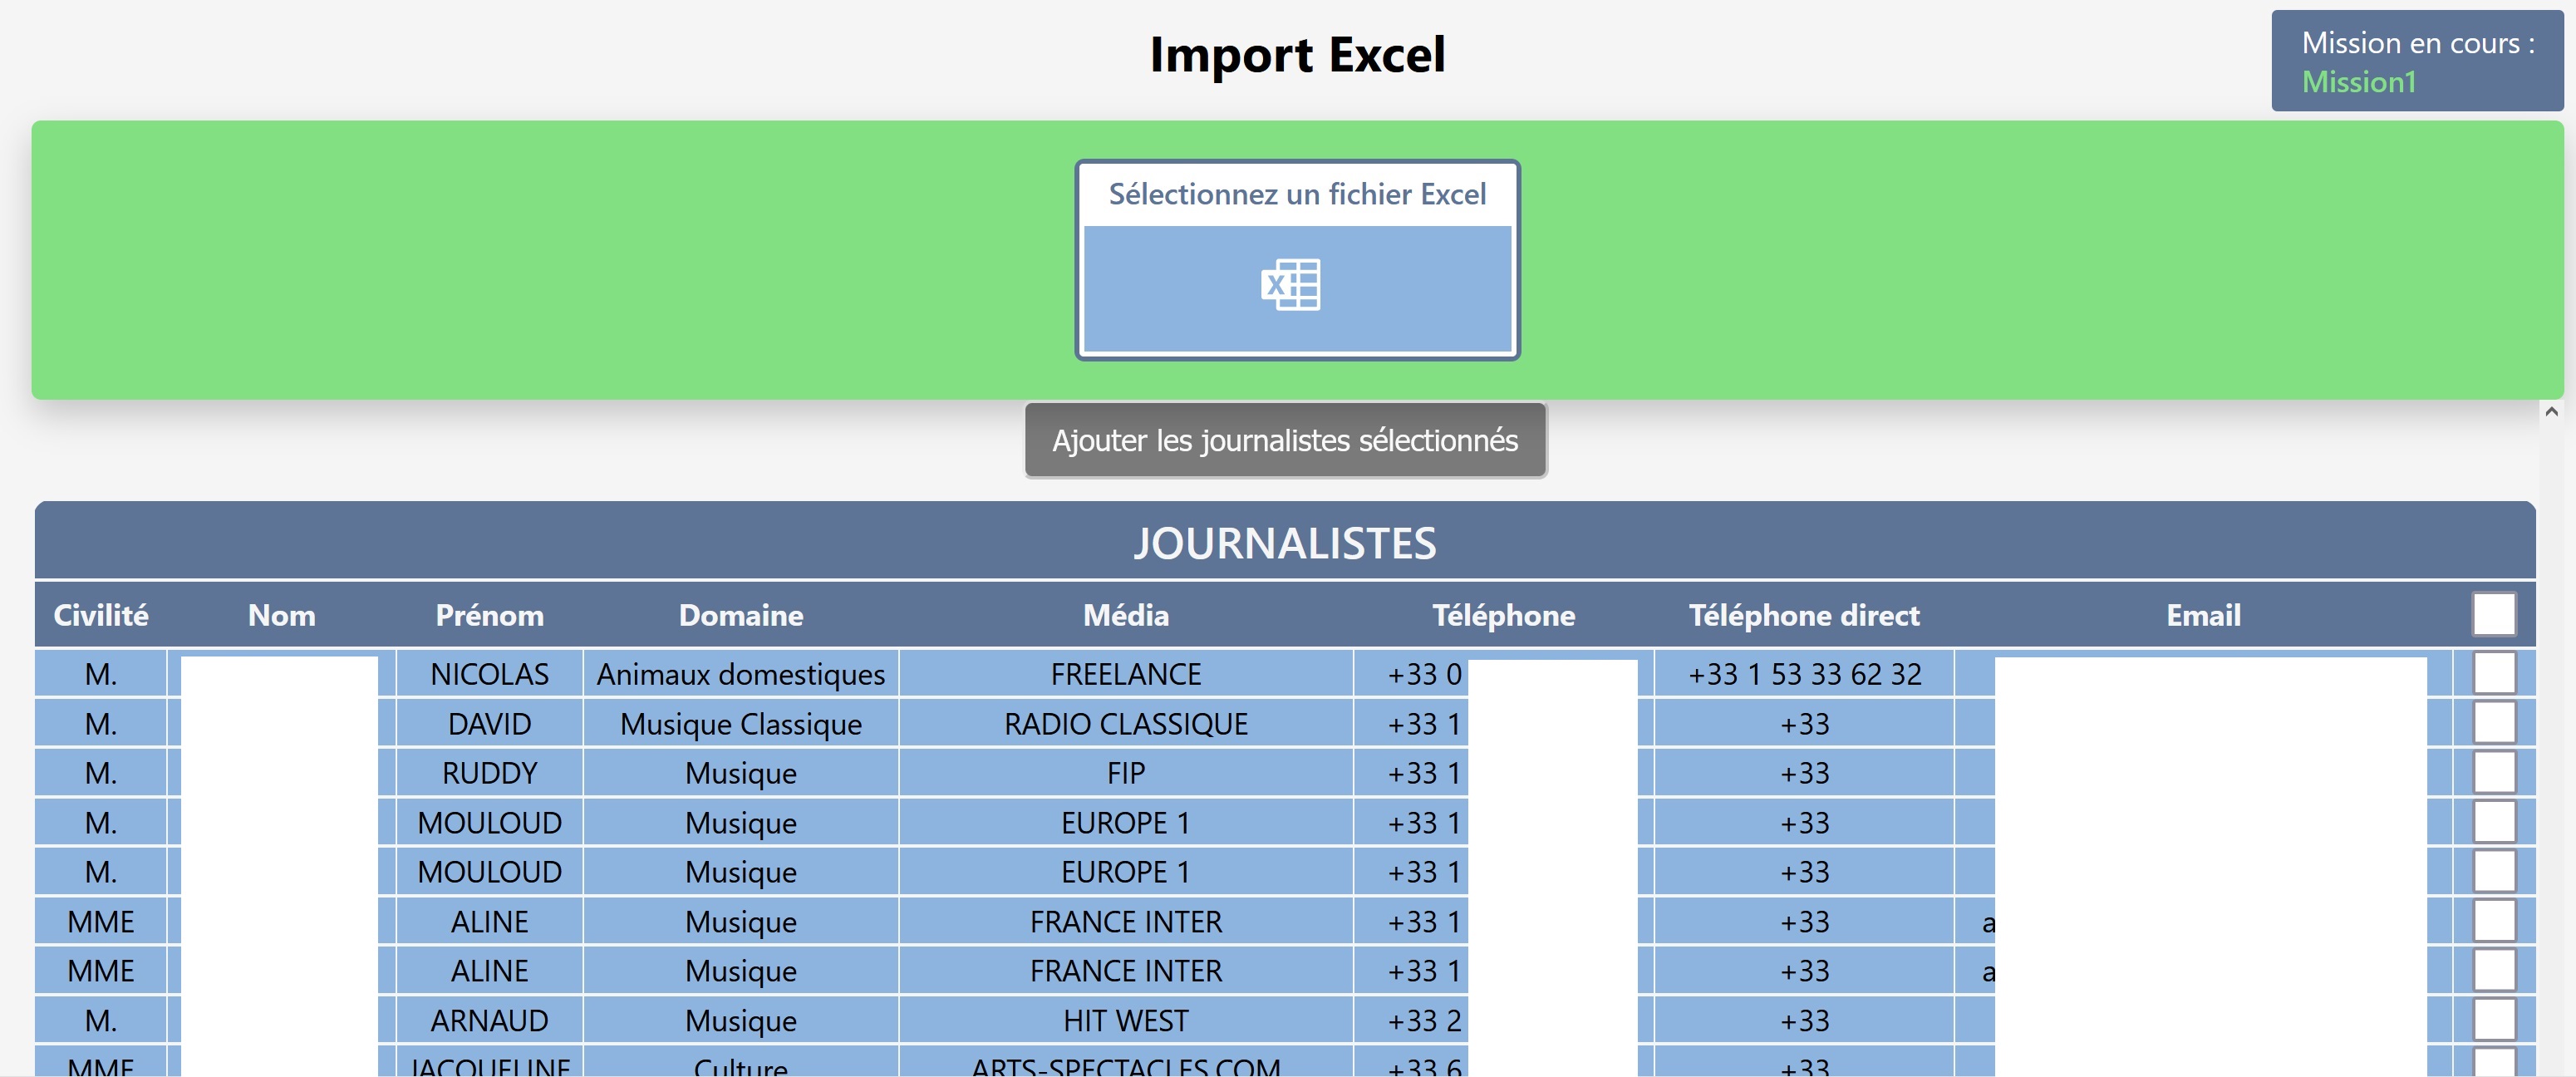 Import Excel
Mission en cours :
Mission1
Sélectionnez un fichier Excel
Ajouter les journalistes sélectionnés
JOURNALISTES
Civilité Nom Prénom Domaine Média Téléphone Téléphone direct Email
M. NICOLAS Animaux domestiques FREELANCE +33 0 +33 1 53 33 62 32
M. DAVID Musique Classique RADIO CLASSIQUE +33 1 +33
M. RUDDY Musique FIP +33 1 +33
M. MOULOUD Musique EUROPE 1 +33 1 +33
M. MOULOUD Musique EUROPE 1 +33 1 +33
MME ALINE Musique FRANCE INTER +33 1 +33 a
MME ALINE Musique FRANCE INTER +33 1 +33 a
M. ARNAUD Musique HIT WEST +33 2 +33
MME JACQUELINE Culture ARTS-SPECTACLES.COM +33 6 +33